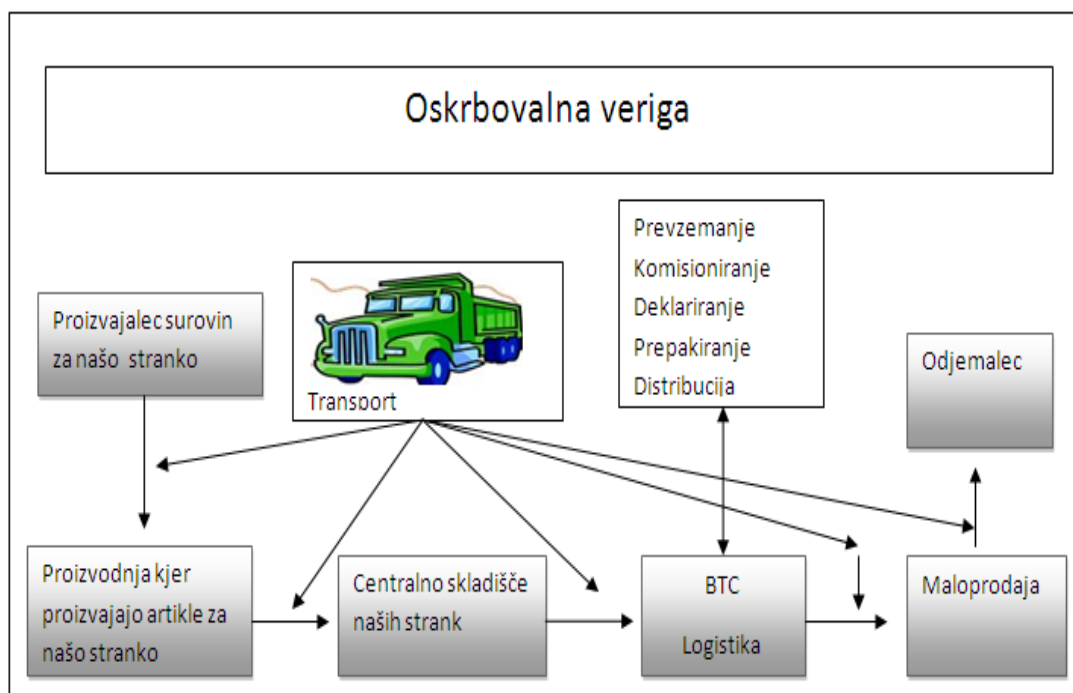 Oskrbovalna veriga
Prevzemanje
Komisioniranje
Deklariranje
Prepakiranje
Distribucija
Proizvajalec surovin
za našo stranko
Transport
Odjemalec
Proizvodnja kjer
proizvajajo artikle za
našo stranko
Centralno skladišče
naših strank
BTC
Logistika
Maloprodaja